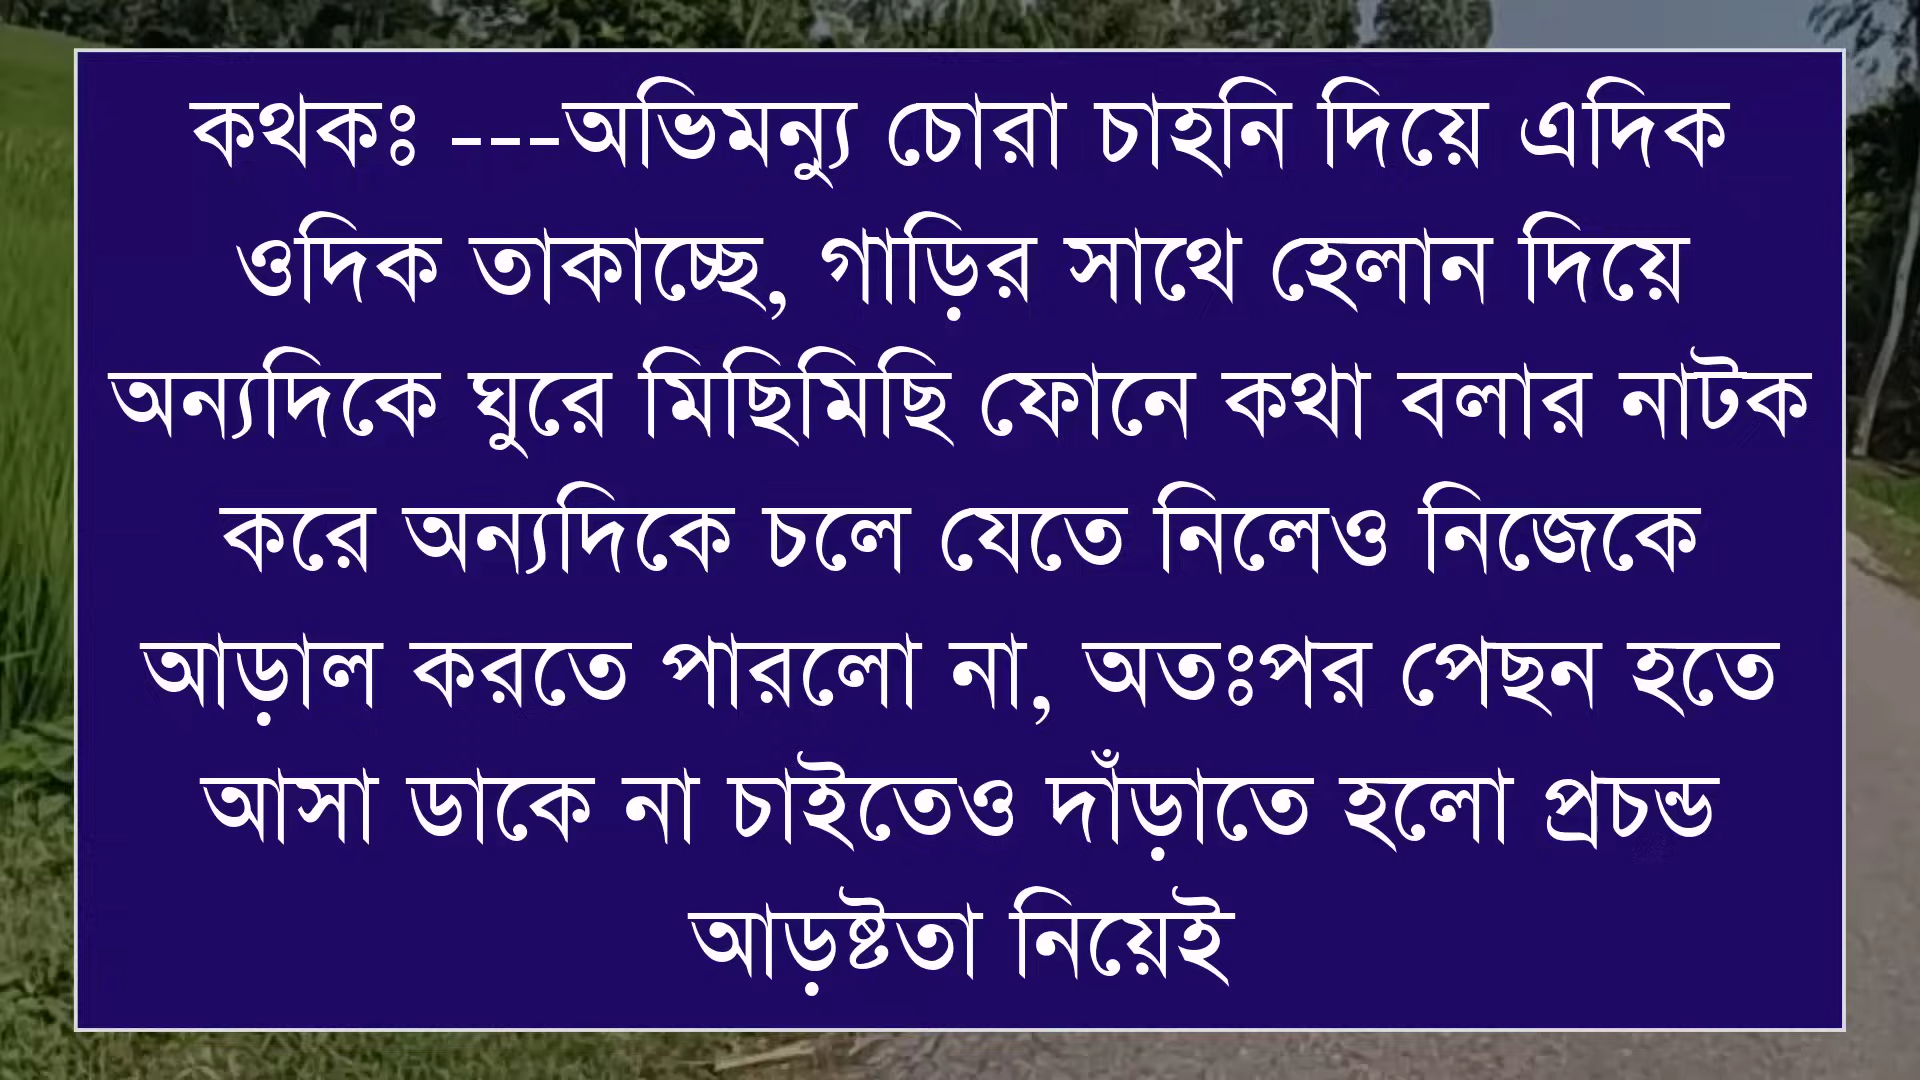 কথকঃ ---অভিমন্যু চোরা চাহনি দিয়ে এদিক
ওদিক তাকাচ্ছে, গাড়ির সাথে হেলান দিয়ে
অন্যদিকে ঘুরে মিছিমিছি ফোনে কথা বলার নাটক
করে অন্যদিকে চলে যেতে নিলেও নিজেকে
আড়াল করতে পারলো না, অতঃপর পেছন হতে
আসা ডাকে না চাইতেও দাঁড়াতে হলো প্রচন্ড
আড়ষ্টতা নিয়েই